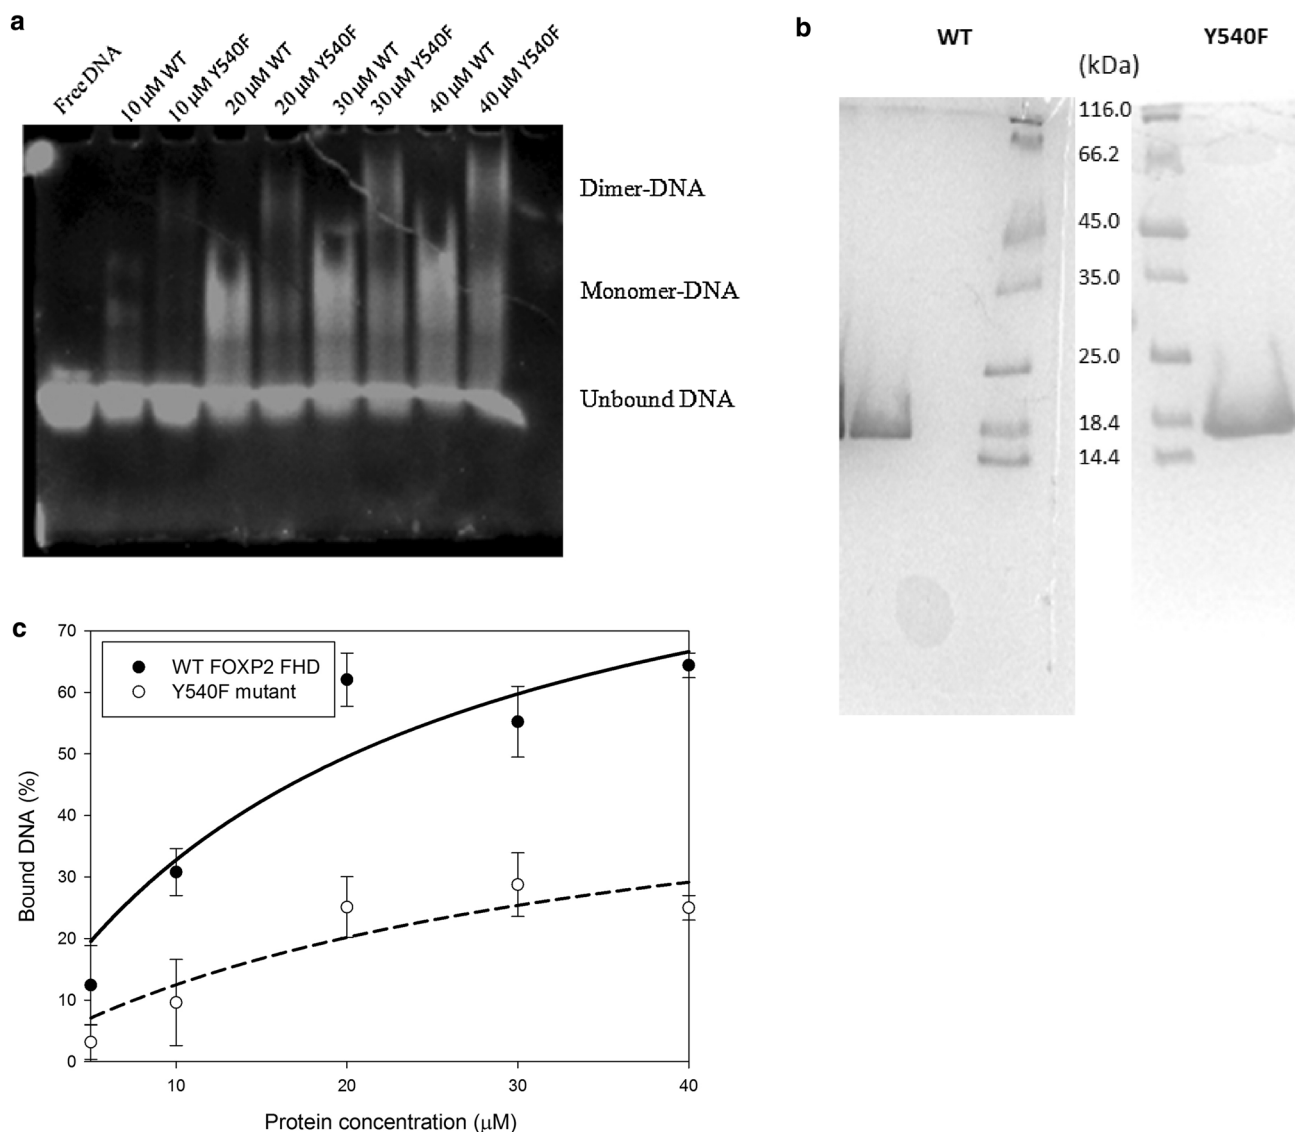 a
Free DNA
10 µM WT
10 µM Y540F
20 µM WT
20 µM Y540F
30 µM WT
30 µM Y540F
40 µM WT
40 µM Y540F
Dimer-DNA
Monomer-DNA
Unbound DNA
b
WT
Y540F
(kDa)
116.0
66.2
45.0
35.0
25.0
18.4
14.4
c
70
60
50
40
30
20
10
0
WT FOXP2 FHD
Y540F mutant
Bound DNA (%)
10
20
30
40
Protein concentration (µM)